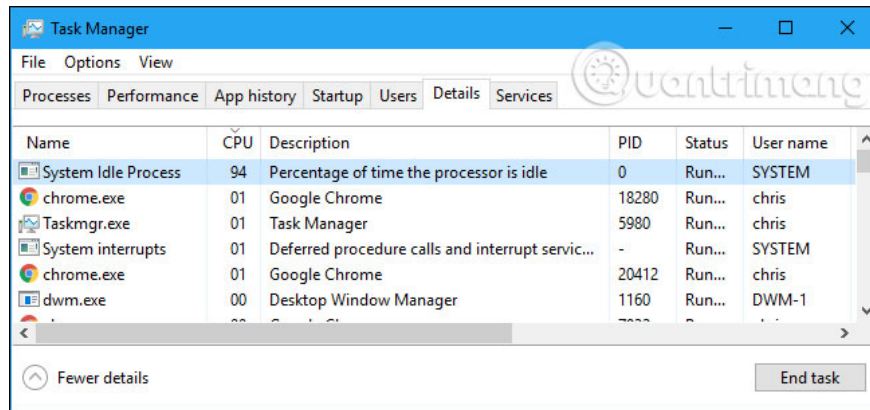 Task Manager
File Options View
Quantrimang
Processes Performance App history Startup Users Details Services
Name CPU Description PID Status User name
System Idle Process 94 Percentage of time the processor is idle 0 Run... SYSTEM
chrome.exe 01 Google Chrome 18280 Run... chris
Taskmgr.exe 01 Task Manager 5980 Run... chris
System interrupts 01 Deferred procedure calls and interrupt servic... - Run... SYSTEM
chrome.exe 01 Google Chrome 20412 Run... chris
dwm.exe 00 Desktop Window Manager 1160 Run... DWM-1
Fewer details End task